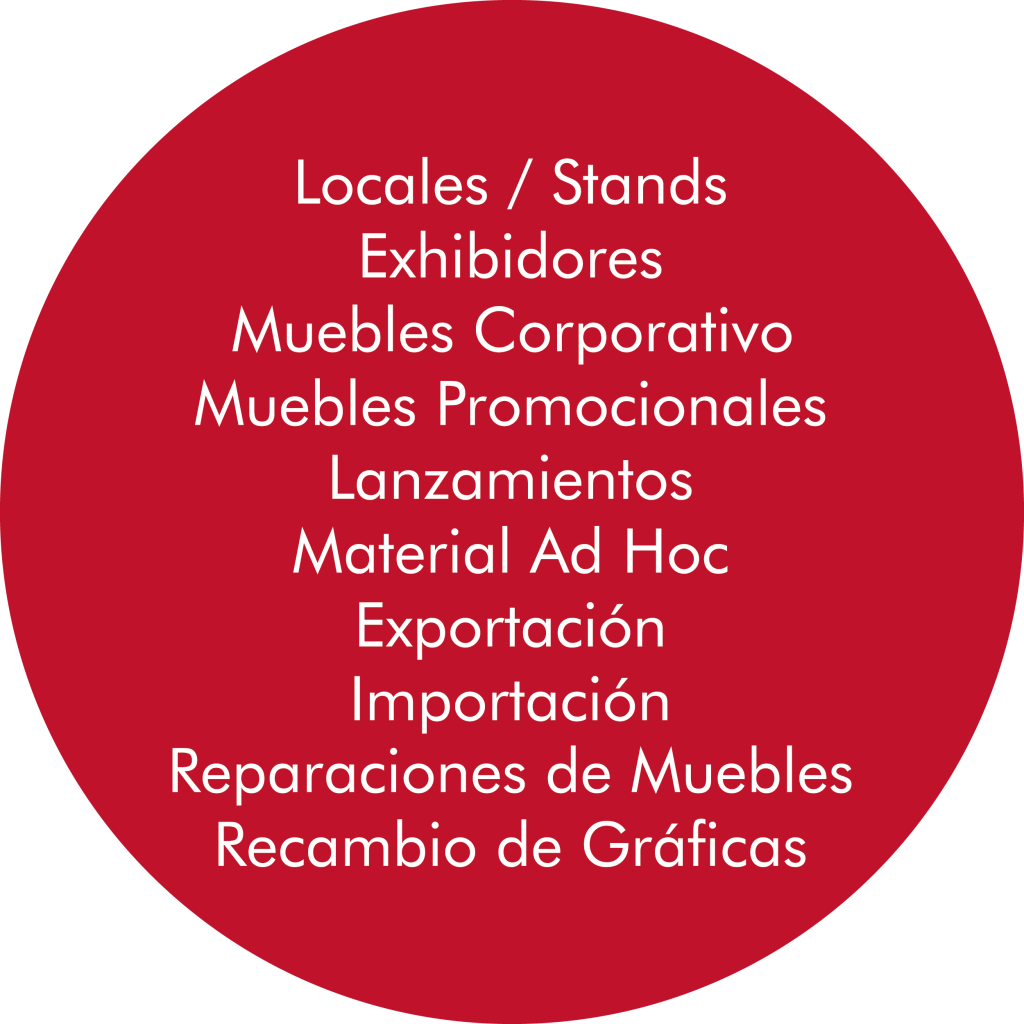 Locales / Stands
Exhibidores
Muebles Corporativo
Muebles Promocionales
Lanzamientos
Material Ad Hoc
Exportación
Importación
Reparaciones de Muebles
Recambio de Gráficas